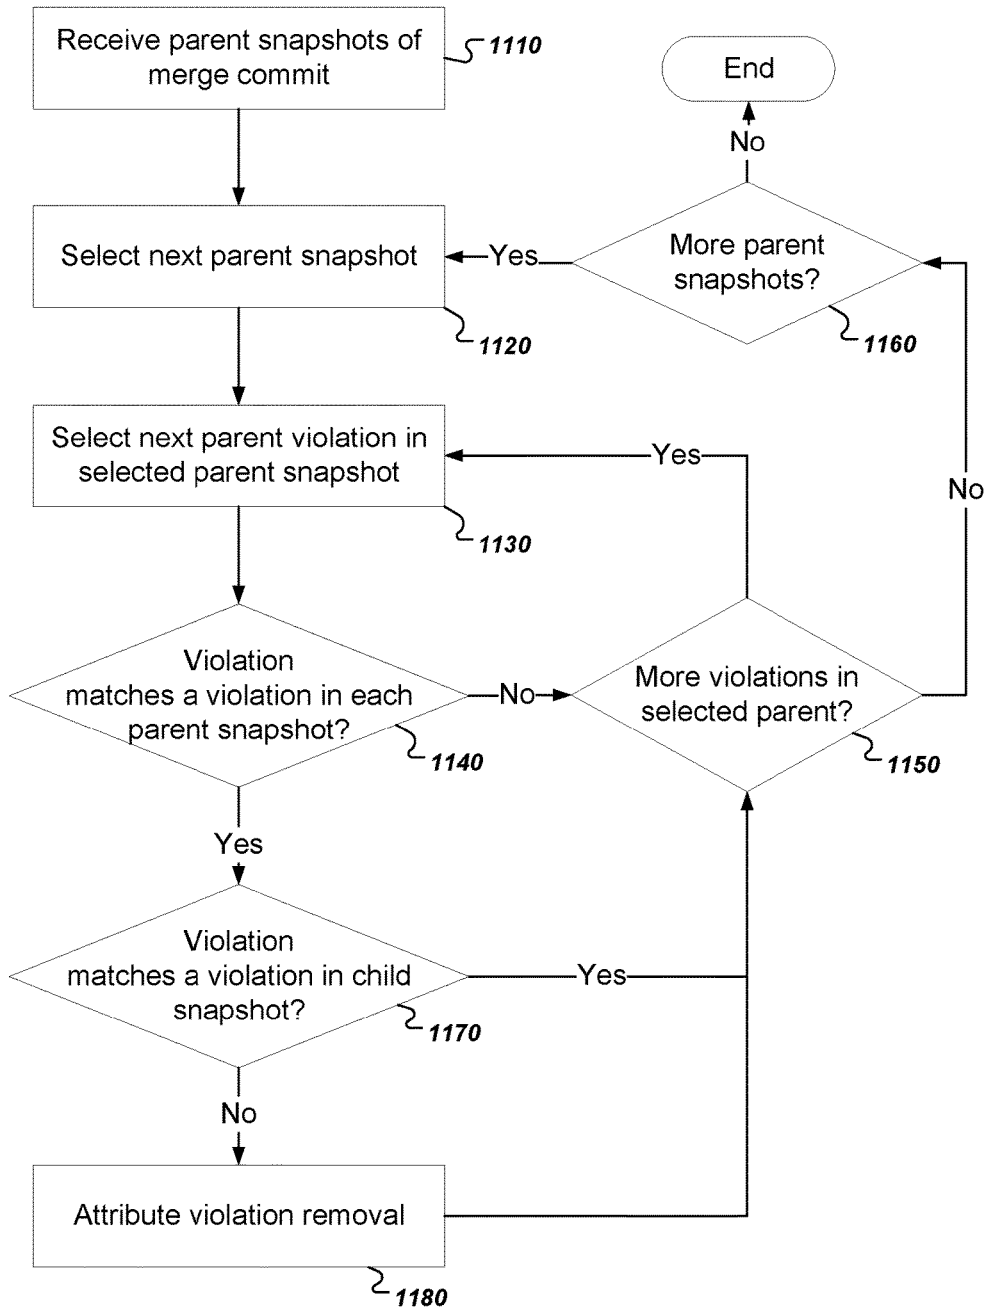 Receive parent snapshots of
merge commit
1110
End
No
Select next parent snapshot
Yes
More parent
snapshots?
1120
1160
Select next parent violation in
selected parent snapshot
Yes
No
1130
Violation
matches a violation in each
parent snapshot?
No
More violations in
selected parent?
1140
1150
Yes
Violation
matches a violation in child
snapshot?
Yes
1170
No
Attribute violation removal
1180